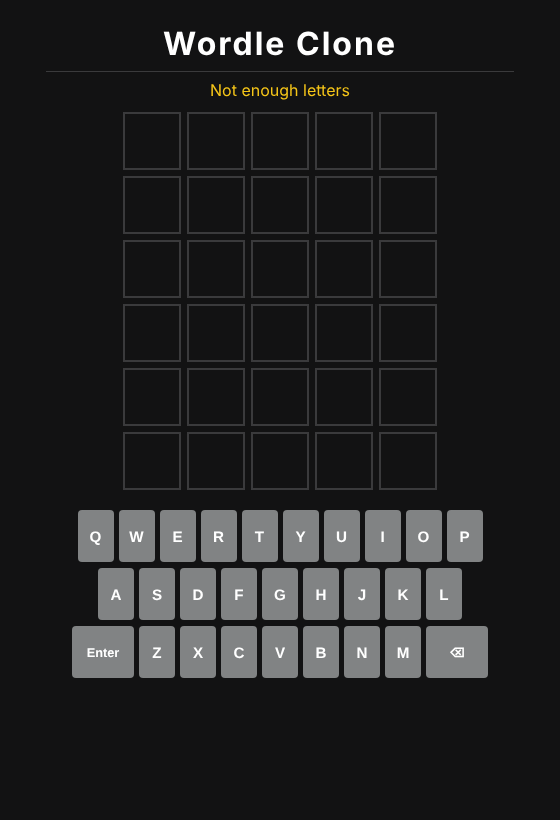 Wordle Clone
Not enough letters
Q W E R T Y U I O P
A S D F G H J K L
Enter Z X C V B N M ⌫